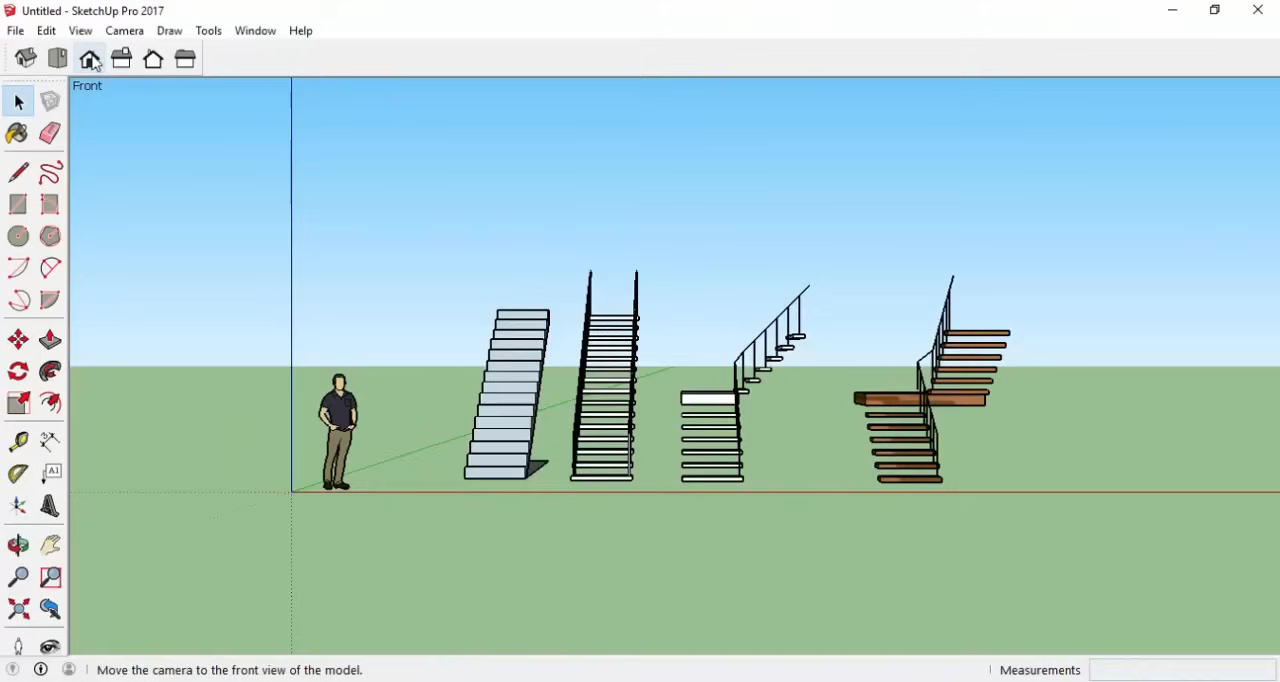 Untitled - SketchUp Pro 2017
File Edit View Camera Draw Tools Window Help
Front
A1
Move the camera to the front view of the model.
Measurements